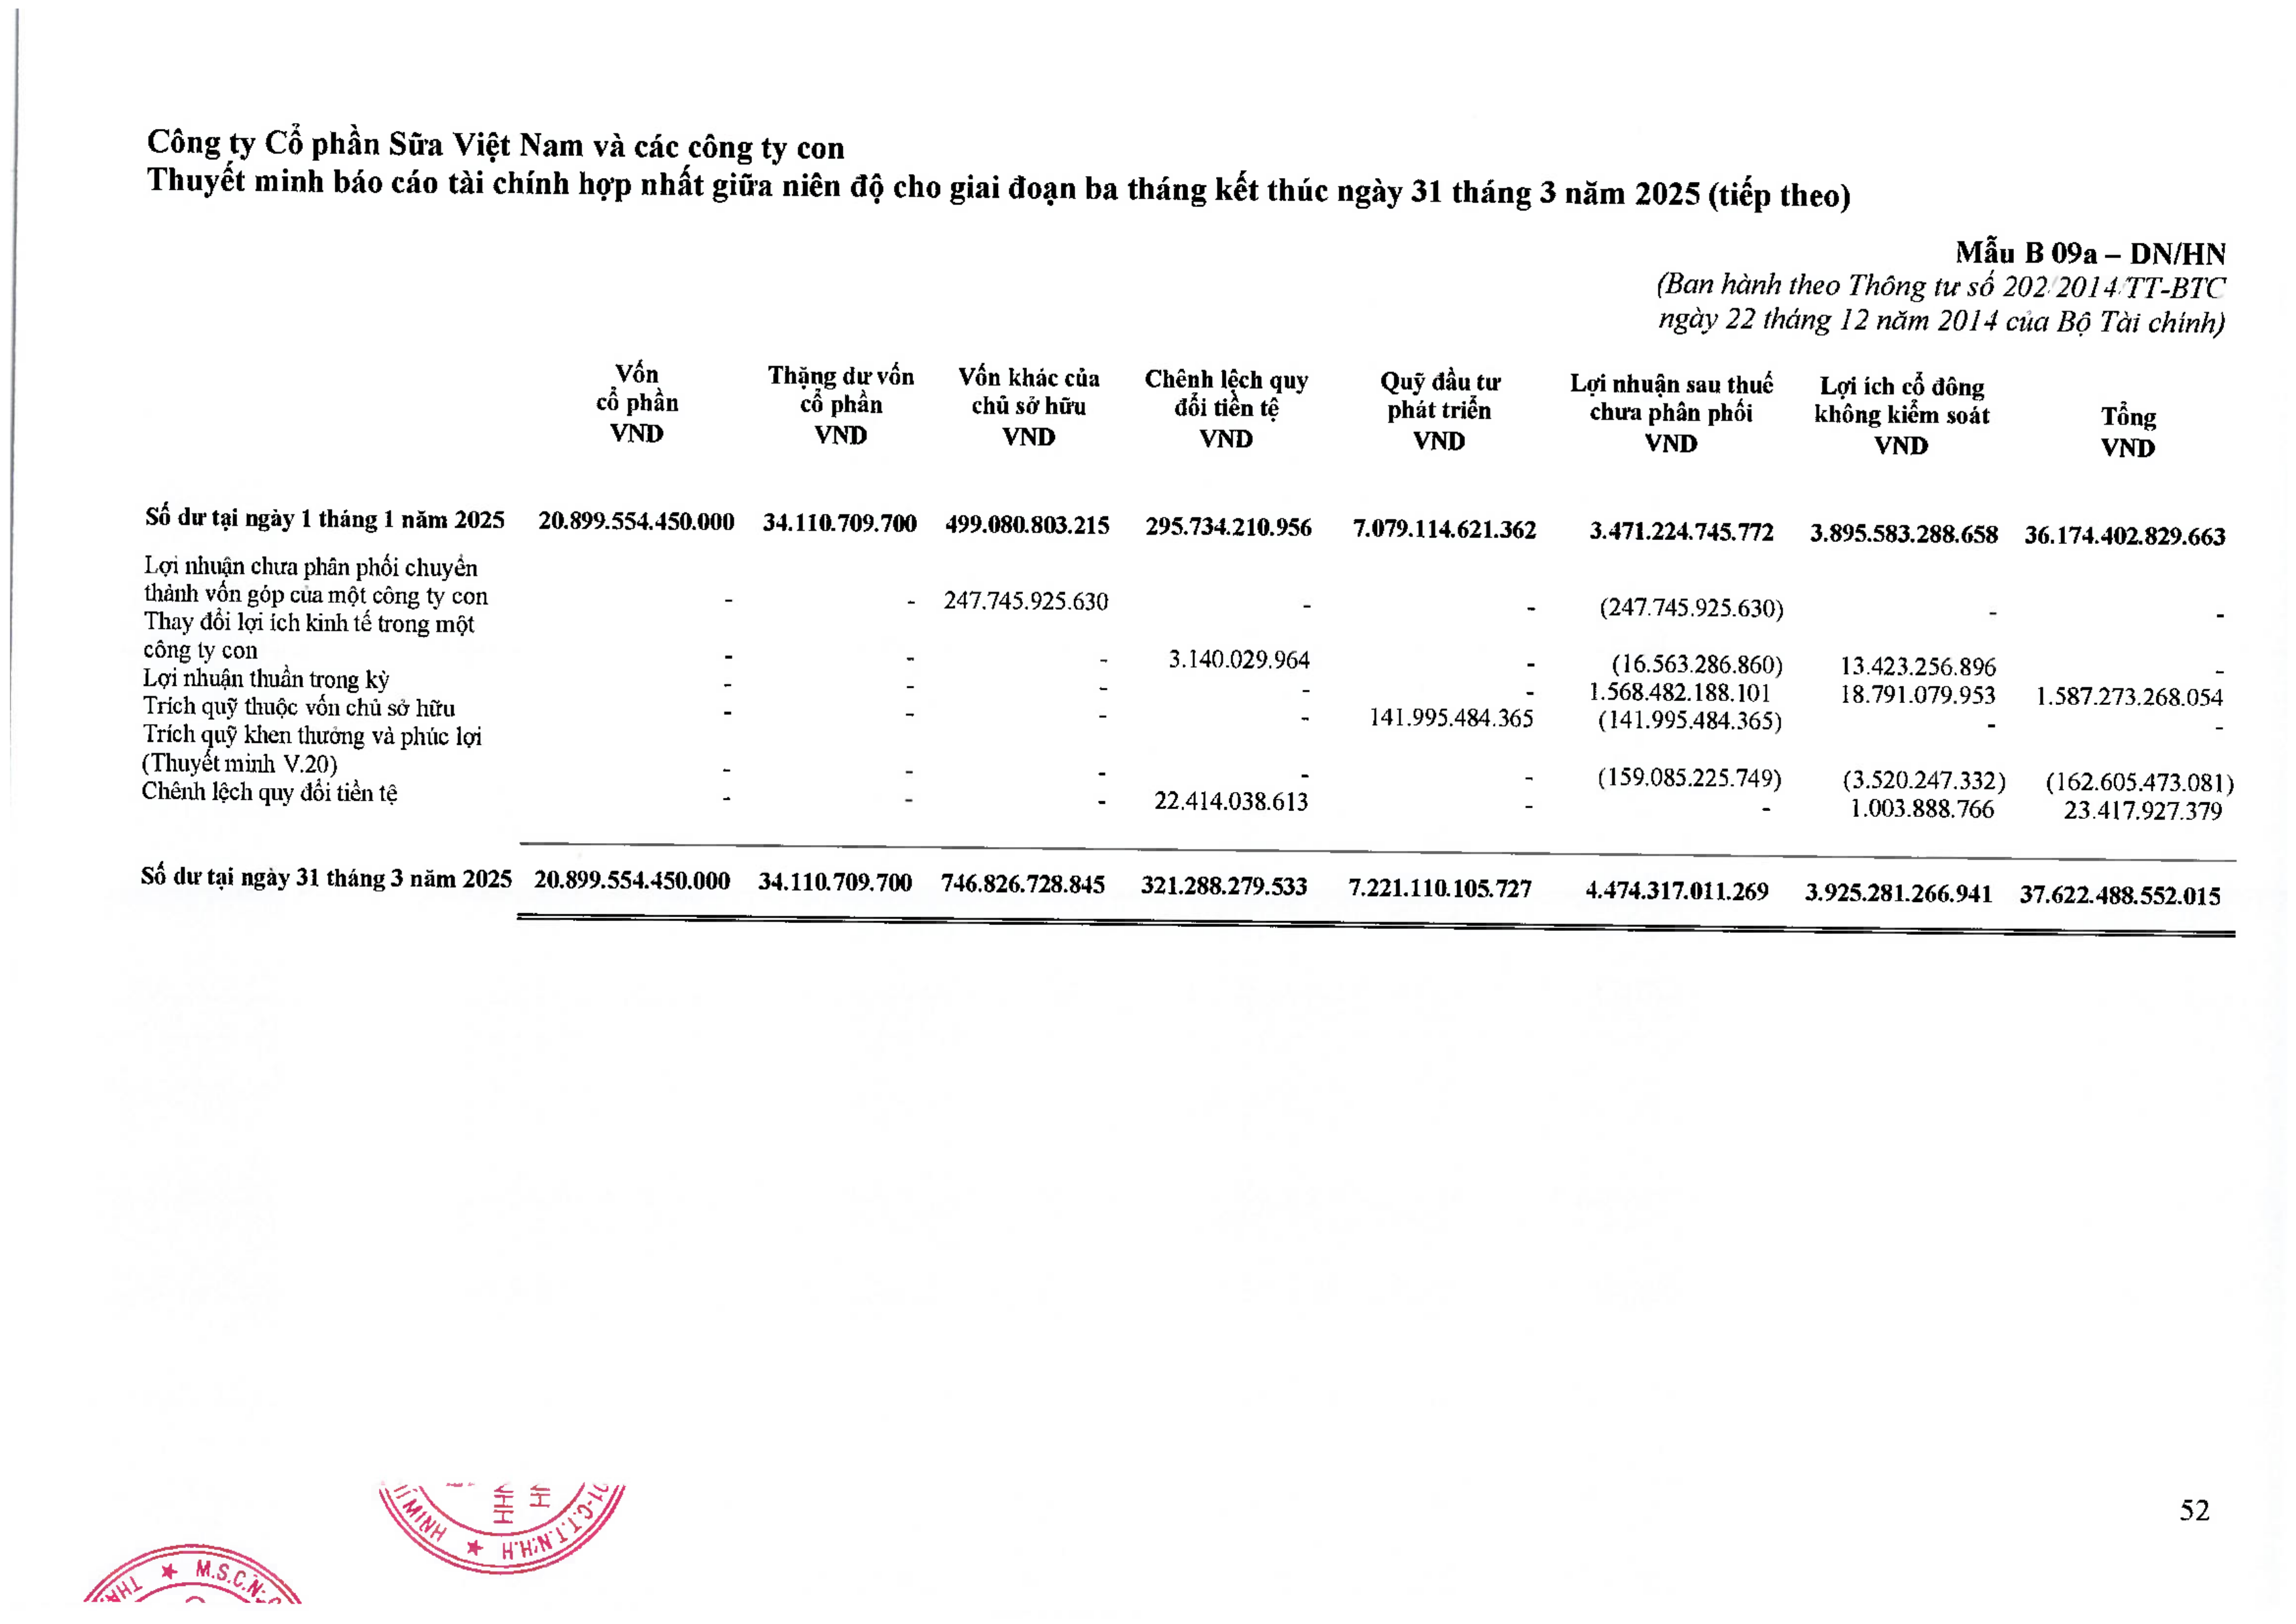 Công ty Cổ phần Sữa Việt Nam và các công ty con
Thuyết minh báo cáo tài chính hợp nhất giữa niên độ cho giai đoạn ba tháng kết thúc ngày 31 tháng 3 năm 2025 (tiếp theo)
Mẫu B 09a – DN/HN
(Ban hành theo Thông tư số 202/2014/TT-BTC
ngày 22 tháng 12 năm 2014 của Bộ Tài chính)
Vốn Thặng dư vốn Vốn khác của Chênh lệch quy Quỹ đầu tư Lợi nhuận sau thuế Lợi ích cổ đông
cổ phần cổ phần chủ sở hữu đổi tiền tệ phát triển chưa phân phối không kiểm soát Tổng
VND VND VND VND VND VND VND VND
Số dư tại ngày 1 tháng 1 năm 2025 20.899.554.450.000 34.110.709.700 499.080.803.215 295.734.210.956 7.079.114.621.362 3.471.224.745.772 3.895.583.288.658 36.174.402.829.663
Lợi nhuận chưa phân phối chuyển
thành vốn góp của một công ty con - - 247.745.925.630 - - (247.745.925.630) - -
Thay đổi lợi ích kinh tế trong một
công ty con - - - 3.140.029.964 - (16.563.286.860) 13.423.256.896 -
Lợi nhuận thuần trong kỳ - - - - - 1.568.482.188.101 18.791.079.953 1.587.273.268.054
Trích quỹ thuộc vốn chủ sở hữu - - - - 141.995.484.365 (141.995.484.365) - -
Trích quỹ khen thưởng và phúc lợi
(Thuyết minh V.20) - - - - - (159.085.225.749) (3.520.247.332) (162.605.473.081)
Chênh lệch quy đổi tiền tệ - - - 22.414.038.613 - - 1.003.888.766 23.417.927.379
Số dư tại ngày 31 tháng 3 năm 2025 20.899.554.450.000 34.110.709.700 746.826.728.845 321.288.279.533 7.221.110.105.727 4.474.317.011.269 3.925.281.266.941 37.622.488.552.015
52
MINH ★ C.T.T.N.H.H
★ M.S.C.N